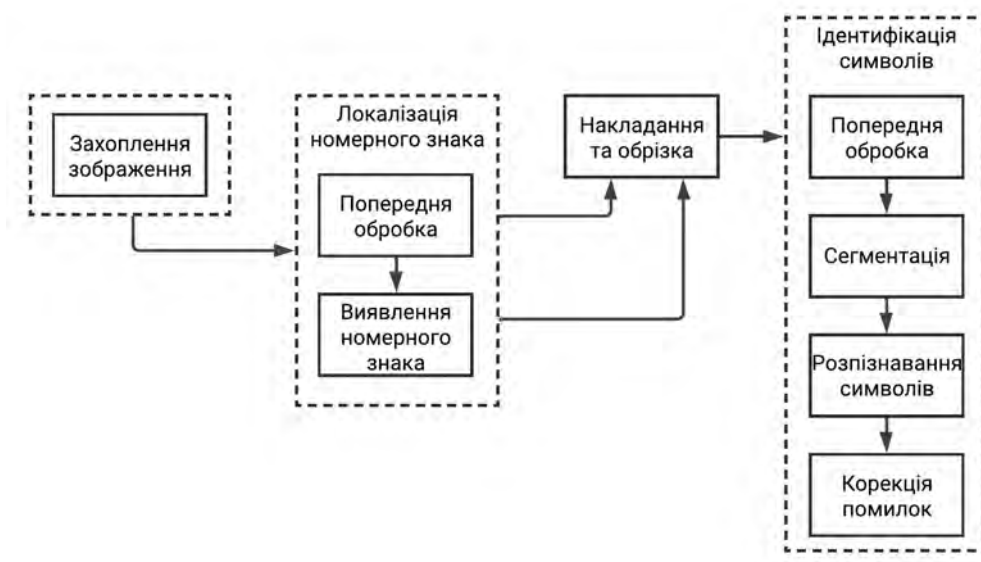 Захоплення
зображення
Локалізація
номерного знака
Попередня
обробка
Виявлення
номерного
знака
Накладання
та обрізка
Ідентифікація
символів
Попередня
обробка
Сегментація
Розпізнавання
символів
Корекція
помилок